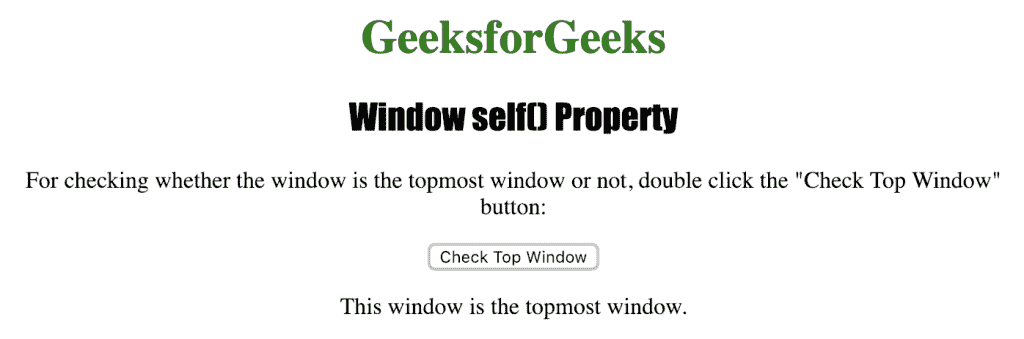 GeeksforGeeks
Window self() Property
For checking whether the window is the topmost window or not, double click the "Check Top Window"
button:
Check Top Window
This window is the topmost window.